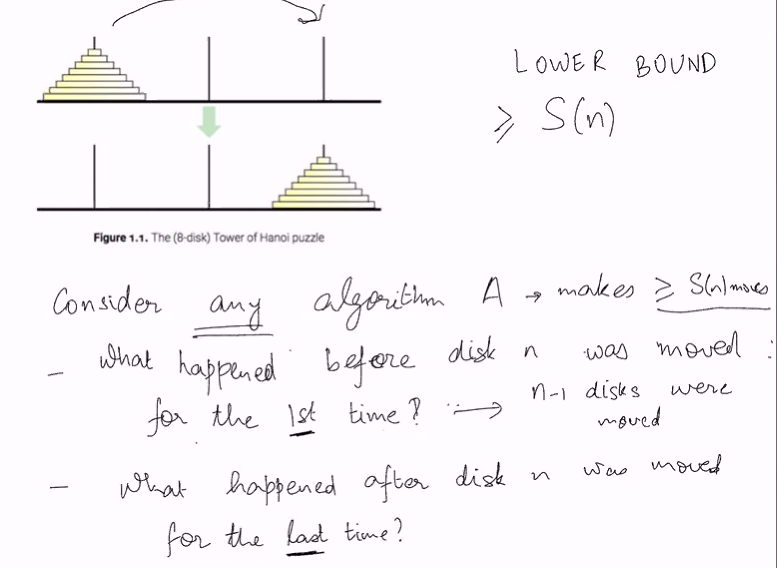 LOWER BOUND
≥ S(n)
Figure 1.1. The (8-disk) Tower of Hanoi puzzle
Consider any algorithm A → makes ≥ S(n) moves
- What happened before disk n was moved :
for the 1st time? → n-1 disks were
moved
- What happened after disk n was moved
for the last time?